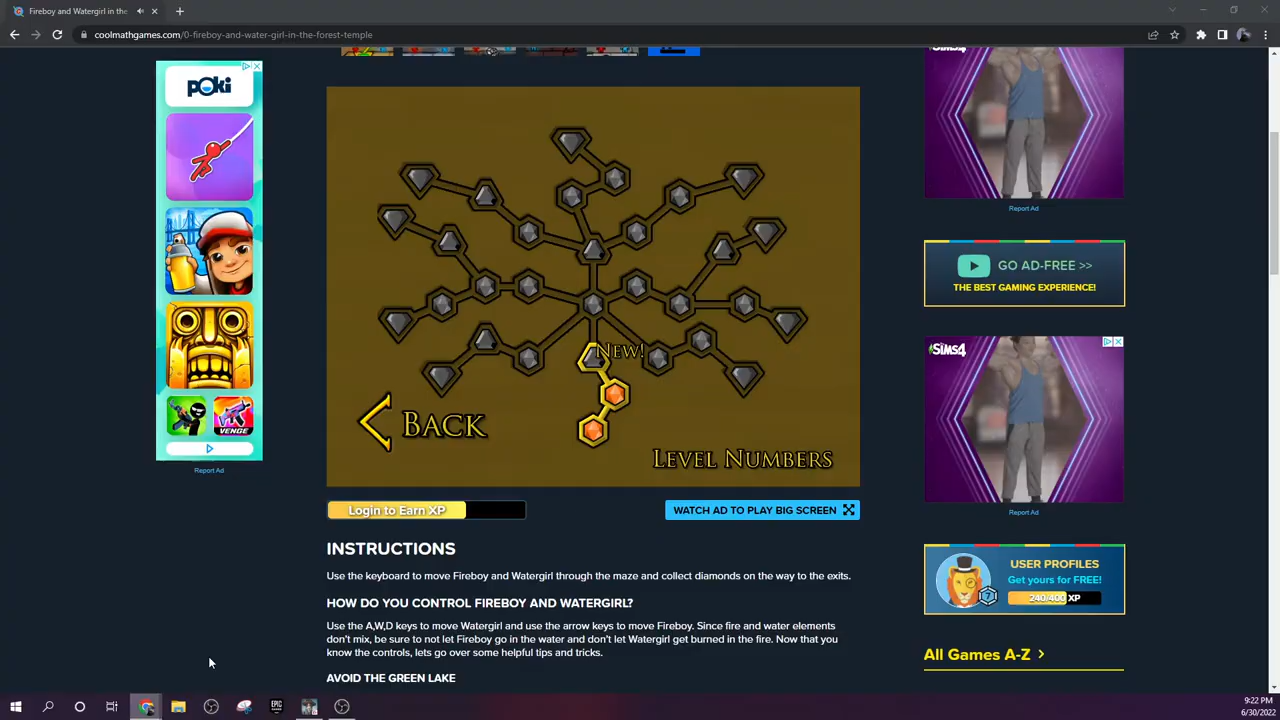 Fireboy and Watergirl in the
coolmathgames.com/0-fireboy-and-water-girl-in-the-forest-temple
POKI
VENGE
Report Ad
NEW!
BACK
LEVEL NUMBERS
Login to Earn XP
WATCH AD TO PLAY BIG SCREEN
INSTRUCTIONS
Use the keyboard to move Fireboy and Watergirl through the maze and collect diamonds on the way to the exits.
HOW DO YOU CONTROL FIREBOY AND WATERGIRL?
Use the A,W,D keys to move Watergirl and use the arrow keys to move Fireboy. Since fire and water elements
don't mix, be sure to not let Fireboy go in the water and don't let Watergirl get burned in the fire. Now that you
know the controls, lets go over some helpful tips and tricks.
AVOID THE GREEN LAKE
Report Ad
GO AD-FREE >>
THE BEST GAMING EXPERIENCE!
SIMS4
Report Ad
USER PROFILES
Get yours for FREE!
7
240/400 XP
All Games A-Z
EPIC
GAMES
9:22 PM
6/30/2022